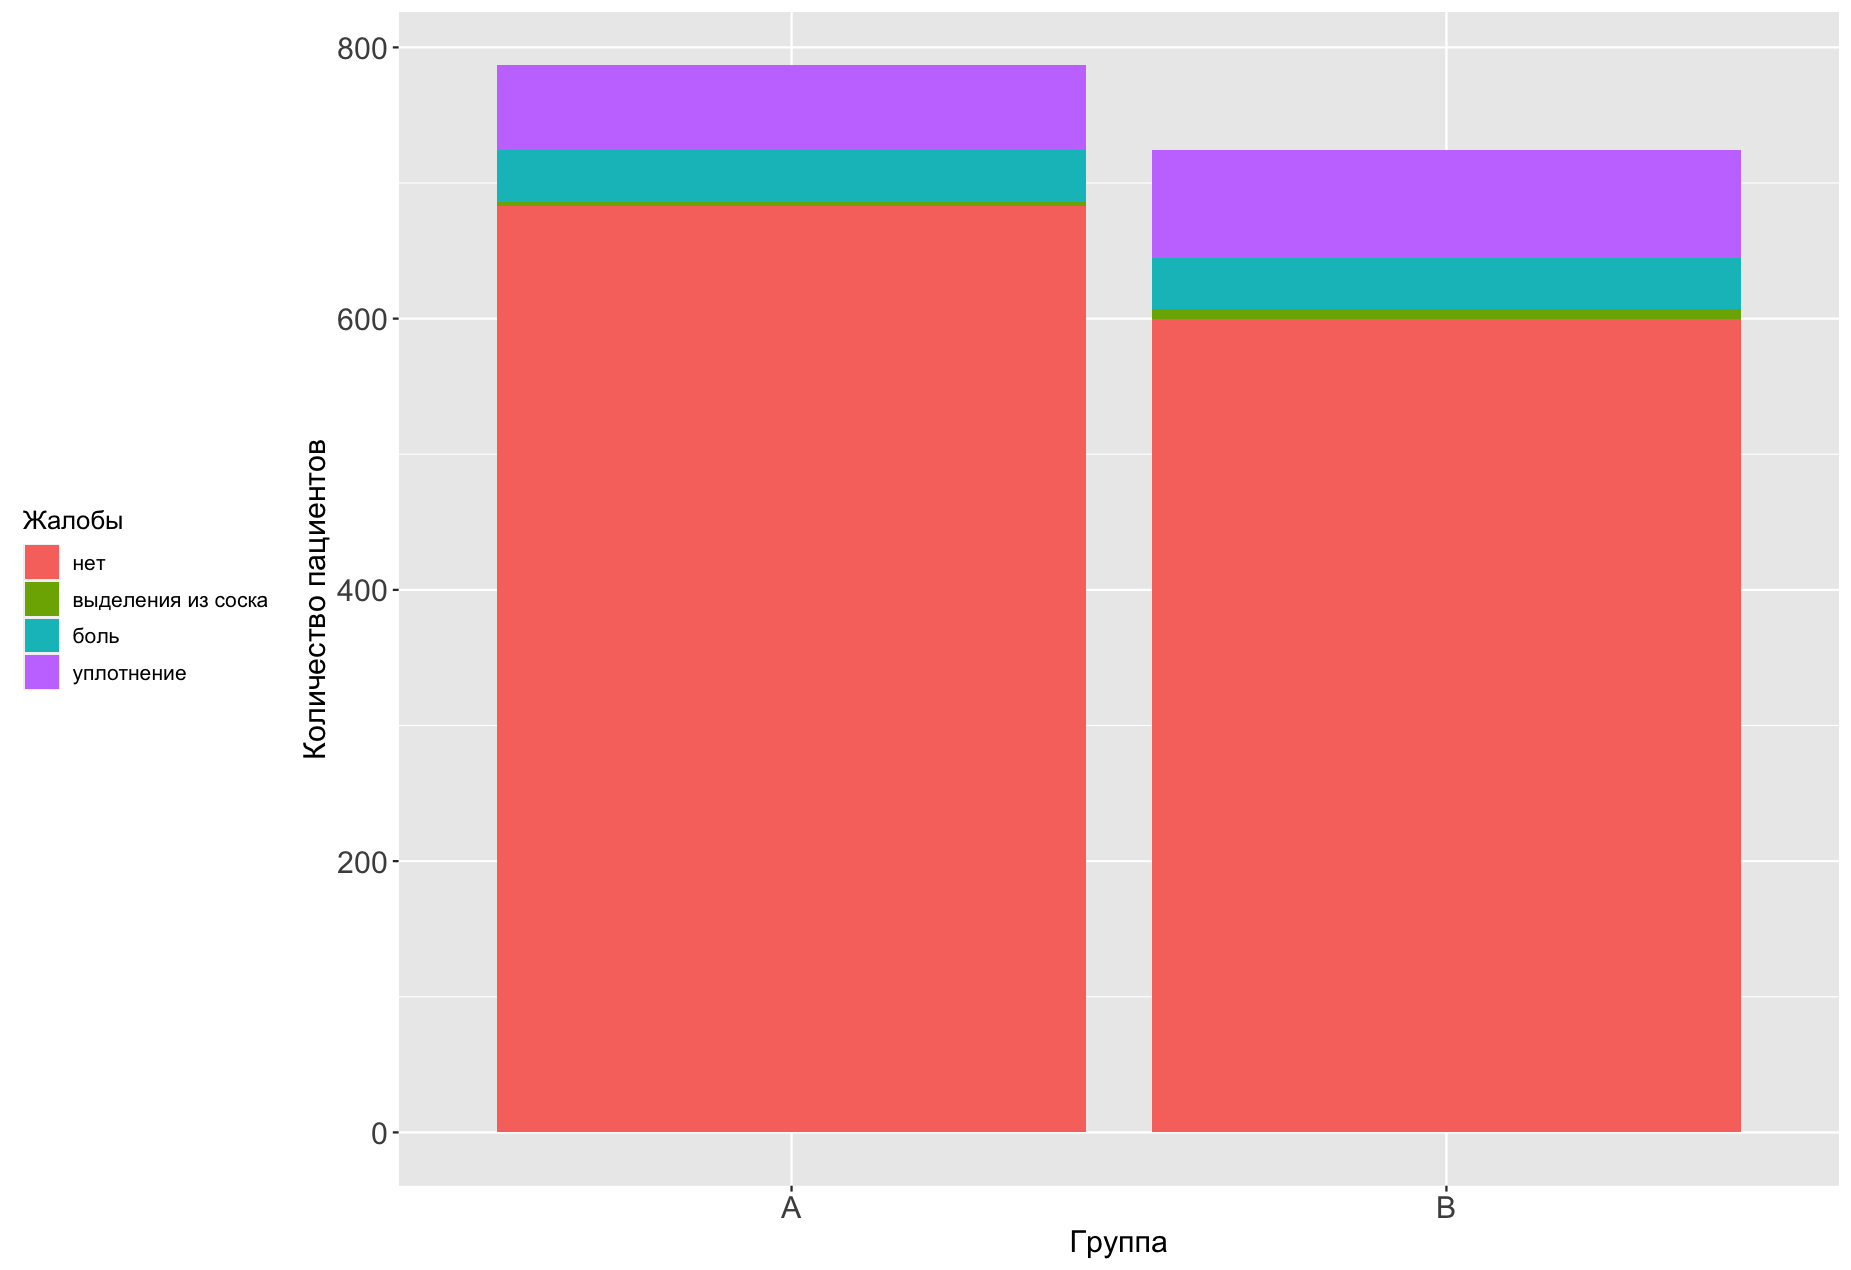 Жалобы
нет
выделения из соска
боль
уплотнение
Количество пациентов
800
600
400
200
0
A
B
Группа